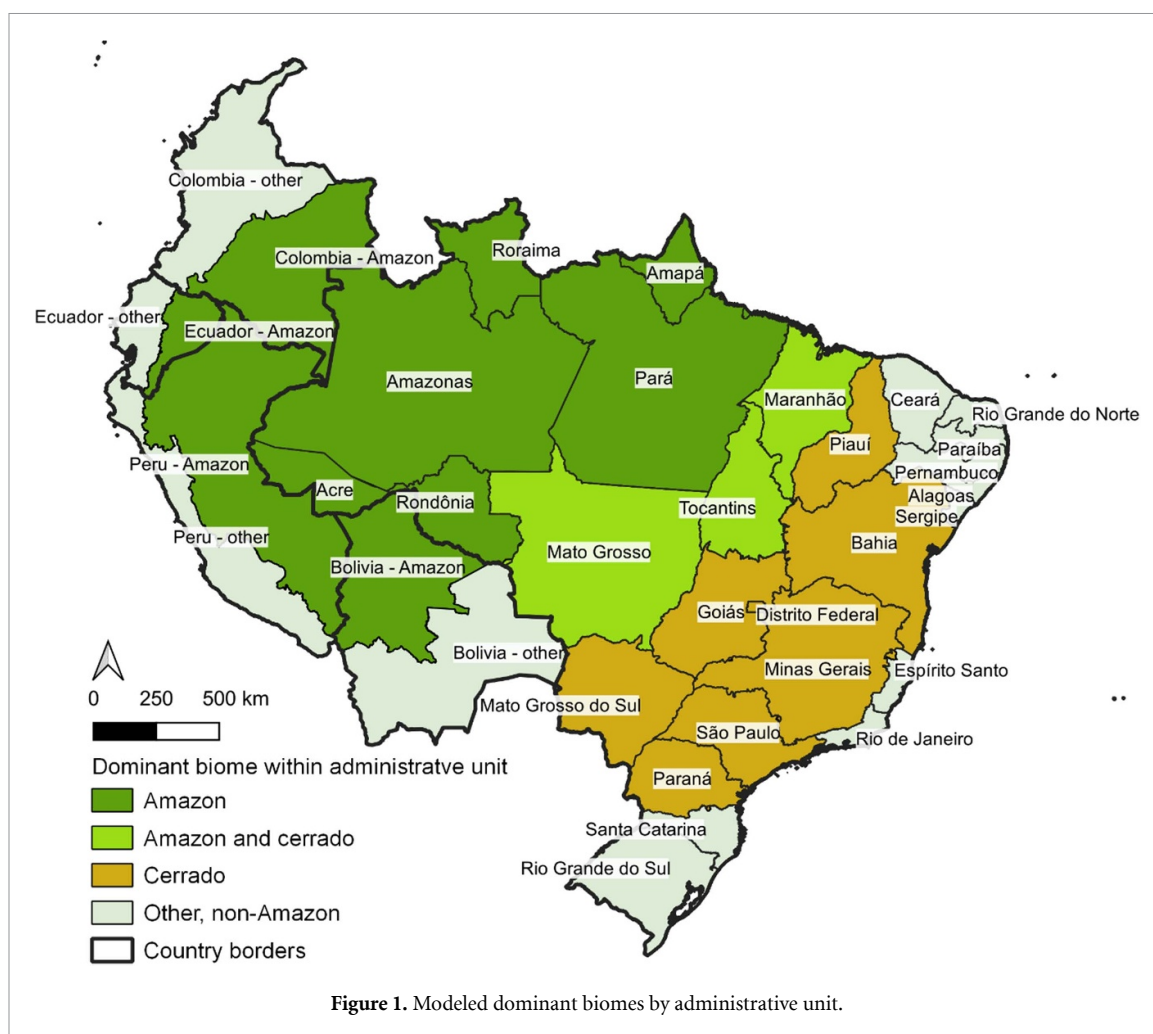 Colombia - other
Roraima
Colombia - Amazon
Amapá
Ecuador - other
Ecuador - Amazon
Amazonas
Pará
Maranhão
Ceará
Rio Grande do Norte
Piauí
Paraíba
Peru - Amazon
Pernambuco
Acre
Rondônia
Alagoas
Tocantins
Sergipe
Peru - other
Mato Grosso
Bahia
Bolivia - Amazon
Goiás
Distrito Federal
Bolivia - other
Minas Gerais
Espírito Santo
Mato Grosso do Sul
São Paulo
Rio de Janeiro
Paraná
Santa Catarina
Rio Grande do Sul
0 250 500 km
Dominant biome within administratve unit
Amazon
Amazon and cerrado
Cerrado
Other, non-Amazon
Country borders
Figure 1. Modeled dominant biomes by administrative unit.